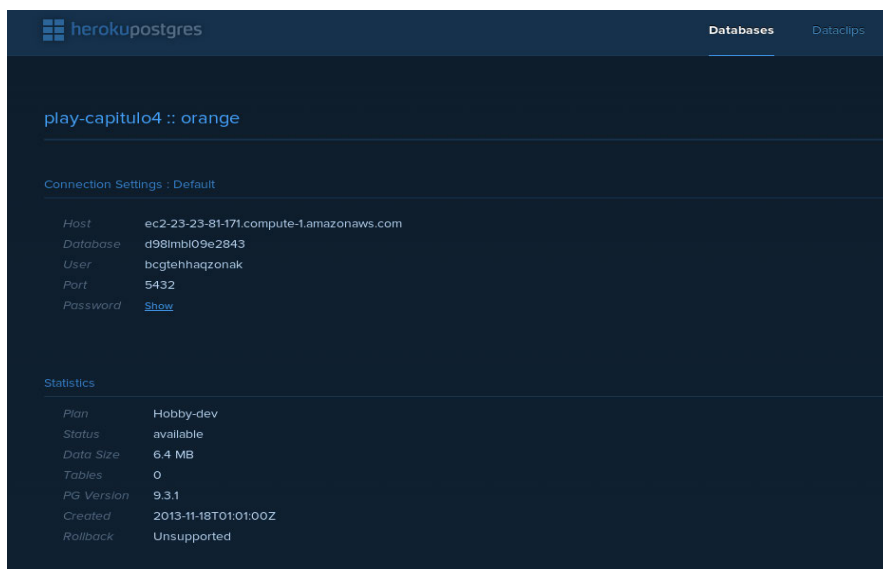 herokupostgres
Databases Dataclips
play-capitulo4 :: orange
Connection Settings : Default
Host ec2-23-23-81-171.compute-1.amazonaws.com
Database d98lmbl09e2843
User bcgtehhaqzonak
Port 5432
Password Show
Statistics
Plan Hobby-dev
Status available
Data Size 6.4 MB
Tables 0
PG Version 9.3.1
Created 2013-11-18T01:01:00Z
Rollback Unsupported